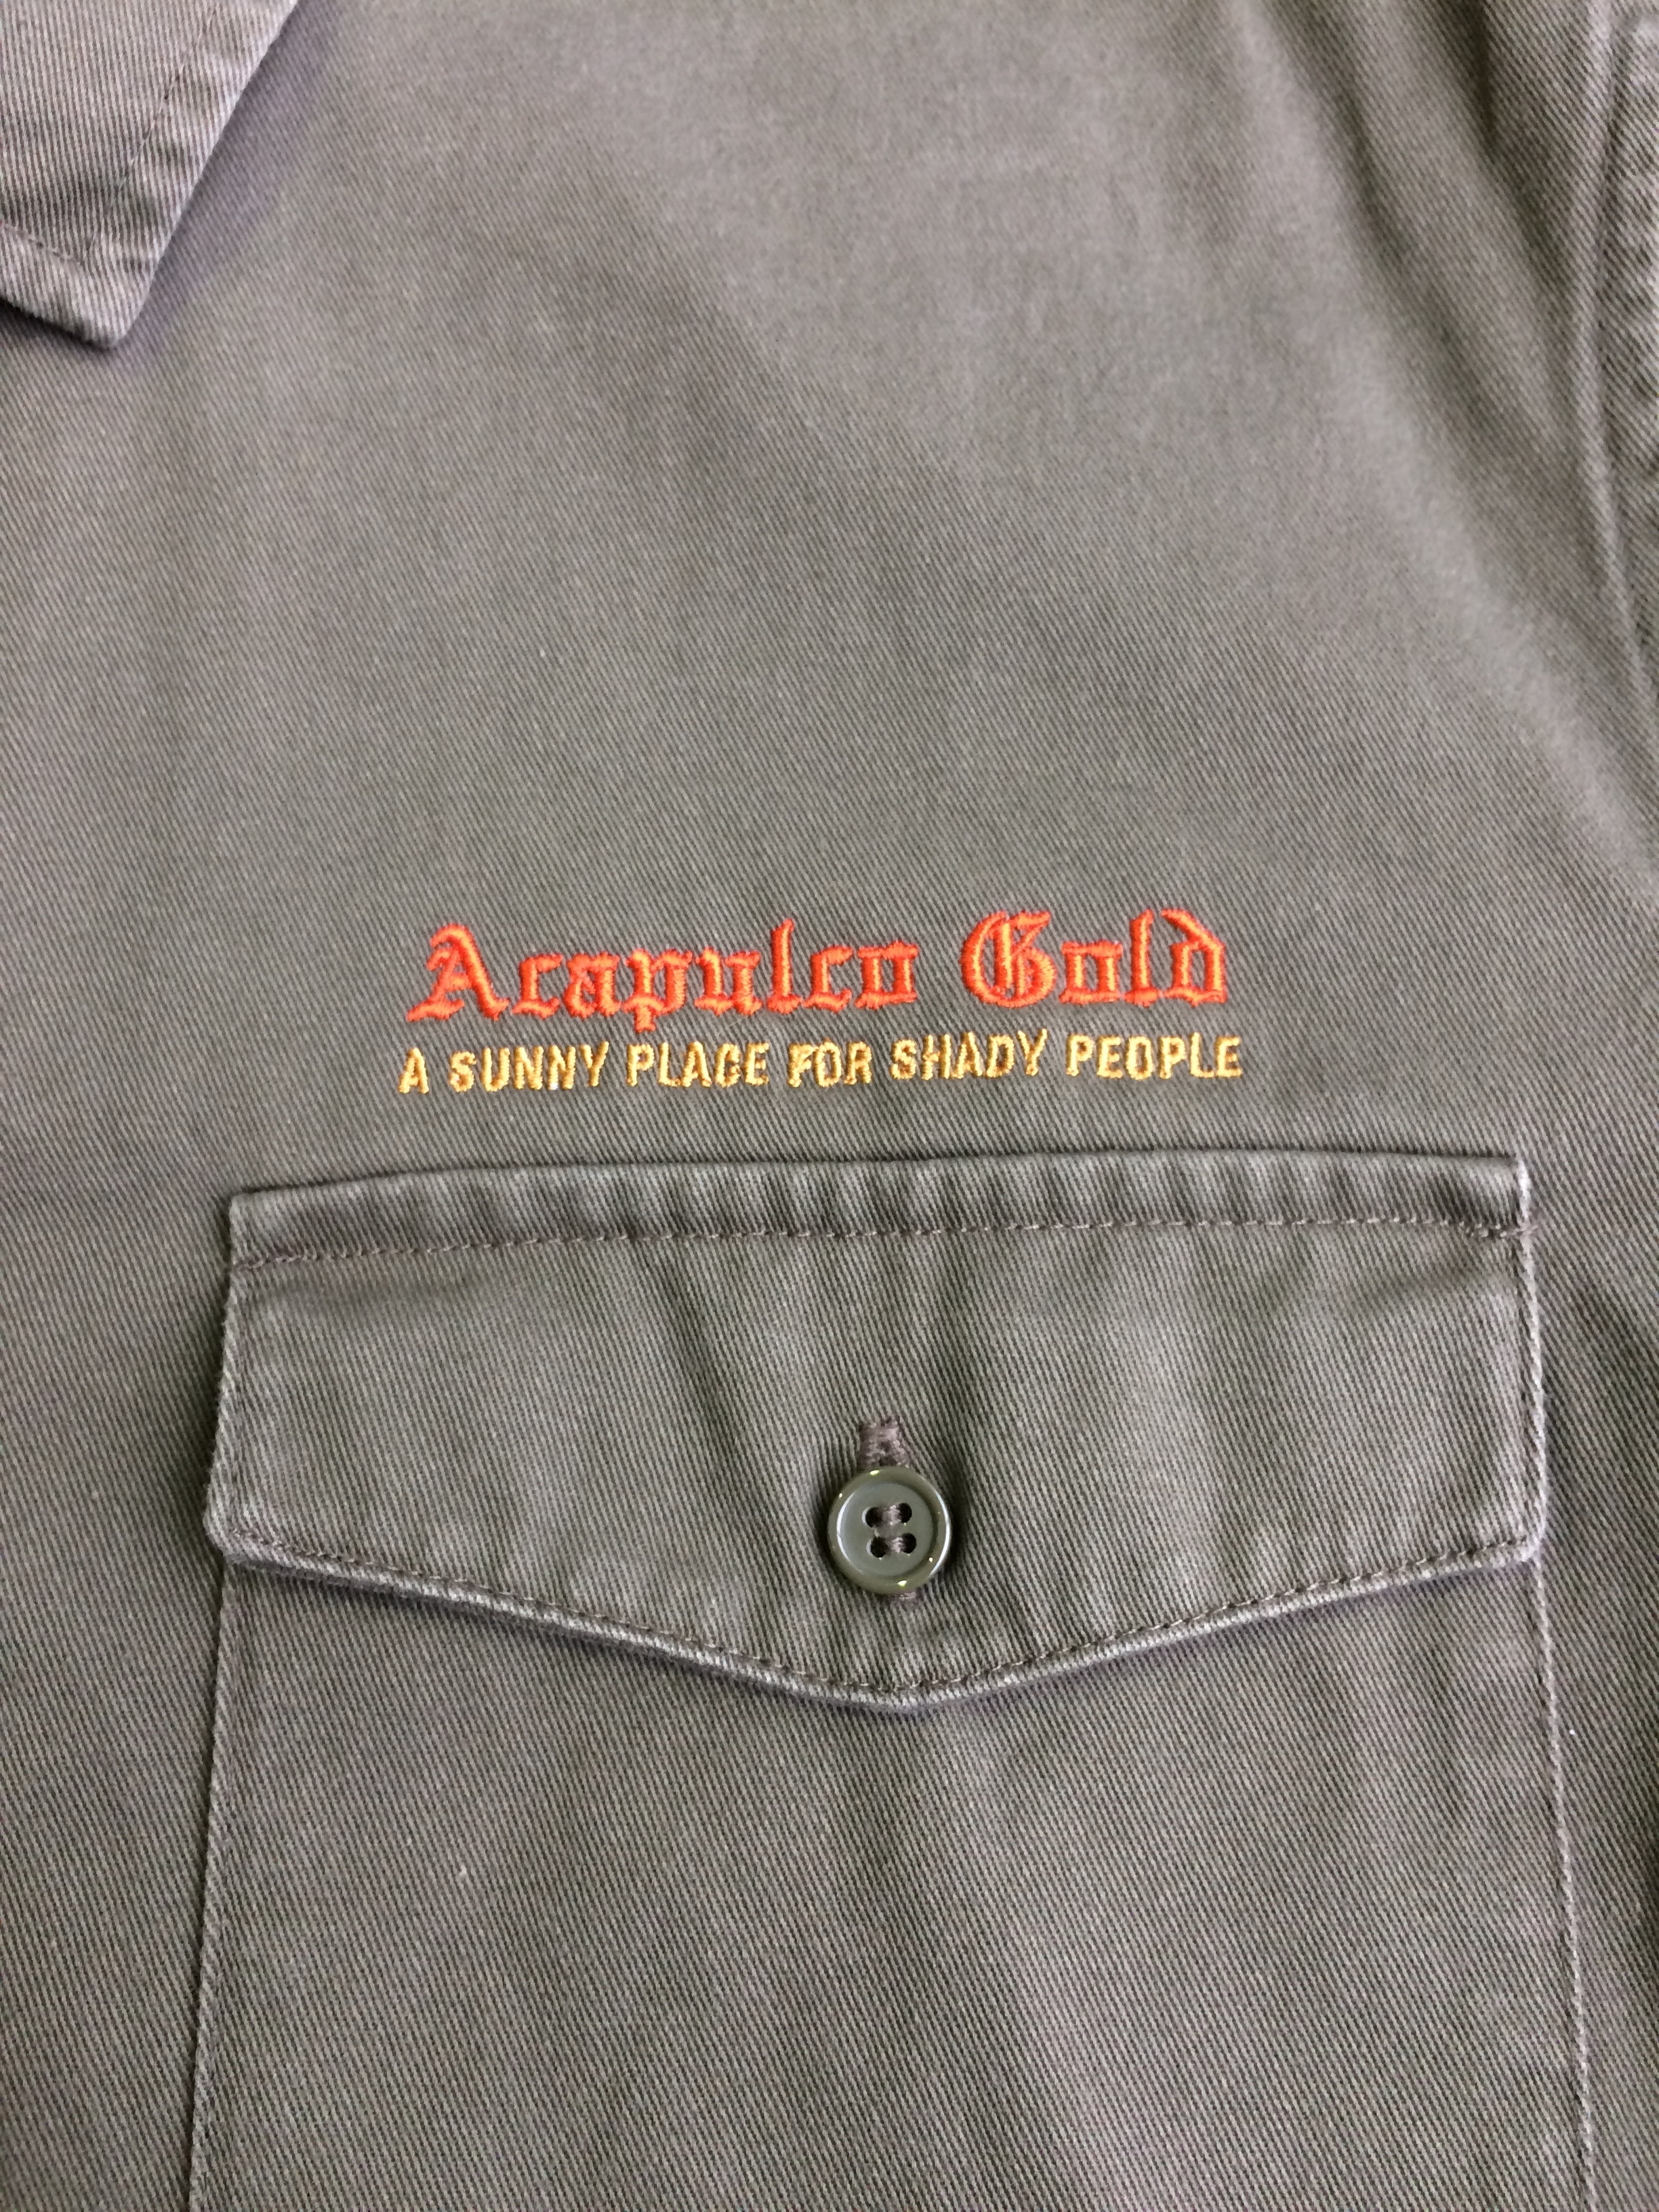 Acapulco Gold
A SUNNY PLACE FOR SHADY PEOPLE